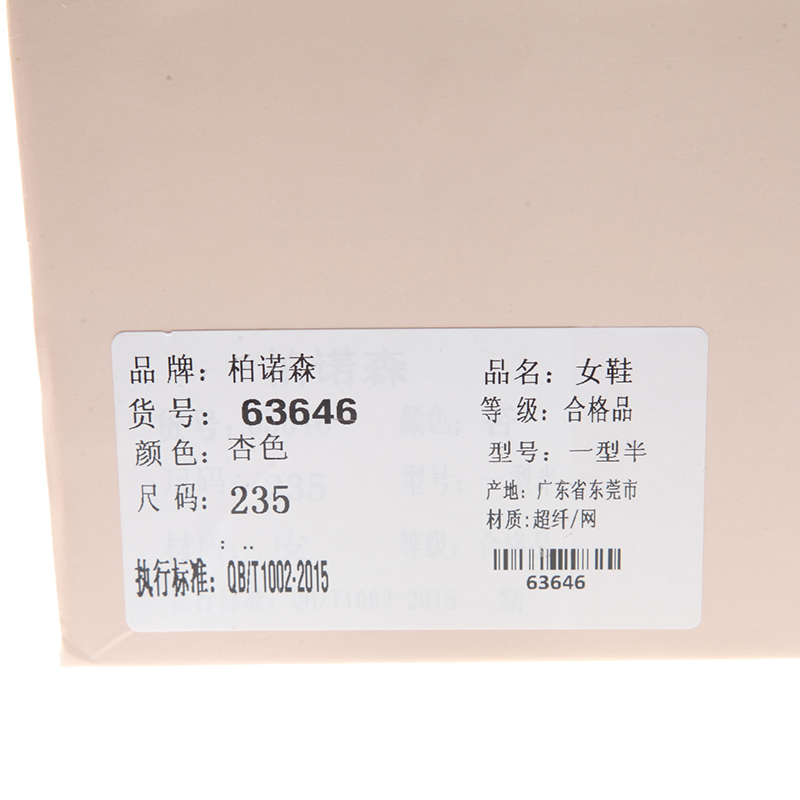 品牌：柏诺森
品名：女鞋
货号：63646
等级：合格品
颜色：杏色
型号：一型半
尺码：235
产地：广东省东莞市
材质:超纤/网
：..
执行标准：QB/T1002-2015
63646